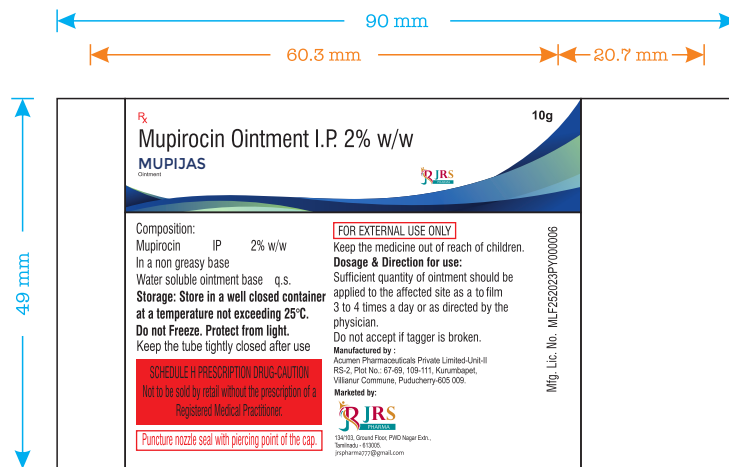 90 mm
60.3 mm
20.7 mm
49 mm
Rx
10g
Mupirocin Ointment I.P. 2% w/w
MUPIJAS
Ointment
JRS
PHARMA
Composition:
Mupirocin IP 2% w/w
In a non greasy base
Water soluble ointment base q.s.
Storage: Store in a well closed container
at a temperature not exceeding 25°C.
Do not Freeze. Protect from light.
Keep the tube tightly closed after use
SCHEDULE H PRESCRIPTION DRUG-CAUTION
Not to be sold by retail without the prescription of a
Registered Medical Practitioner.
Puncture nozzle seal with piercing point of the cap.
FOR EXTERNAL USE ONLY
Keep the medicine out of reach of children.
Dosage & Direction for use:
Sufficient quantity of ointment should be
applied to the affected site as a to film
3 to 4 times a day or as directed by the
physician.
Do not accept if tagger is broken.
Manufactured by :
Acumen Pharmaceuticals Private Limited-Unit-II
RS-2, Plot No.: 67-69, 109-111, Kurumbapet,
Villianur Commune, Puducherry-605 009.
Marketed by:
JRS
PHARMA
134/103, Ground Floor, PWD Nagar Extn.,
Tamilnadu - 613005.
jrspharma777@gmail.com
Mfg. Lic. No. MLF252023PY000006